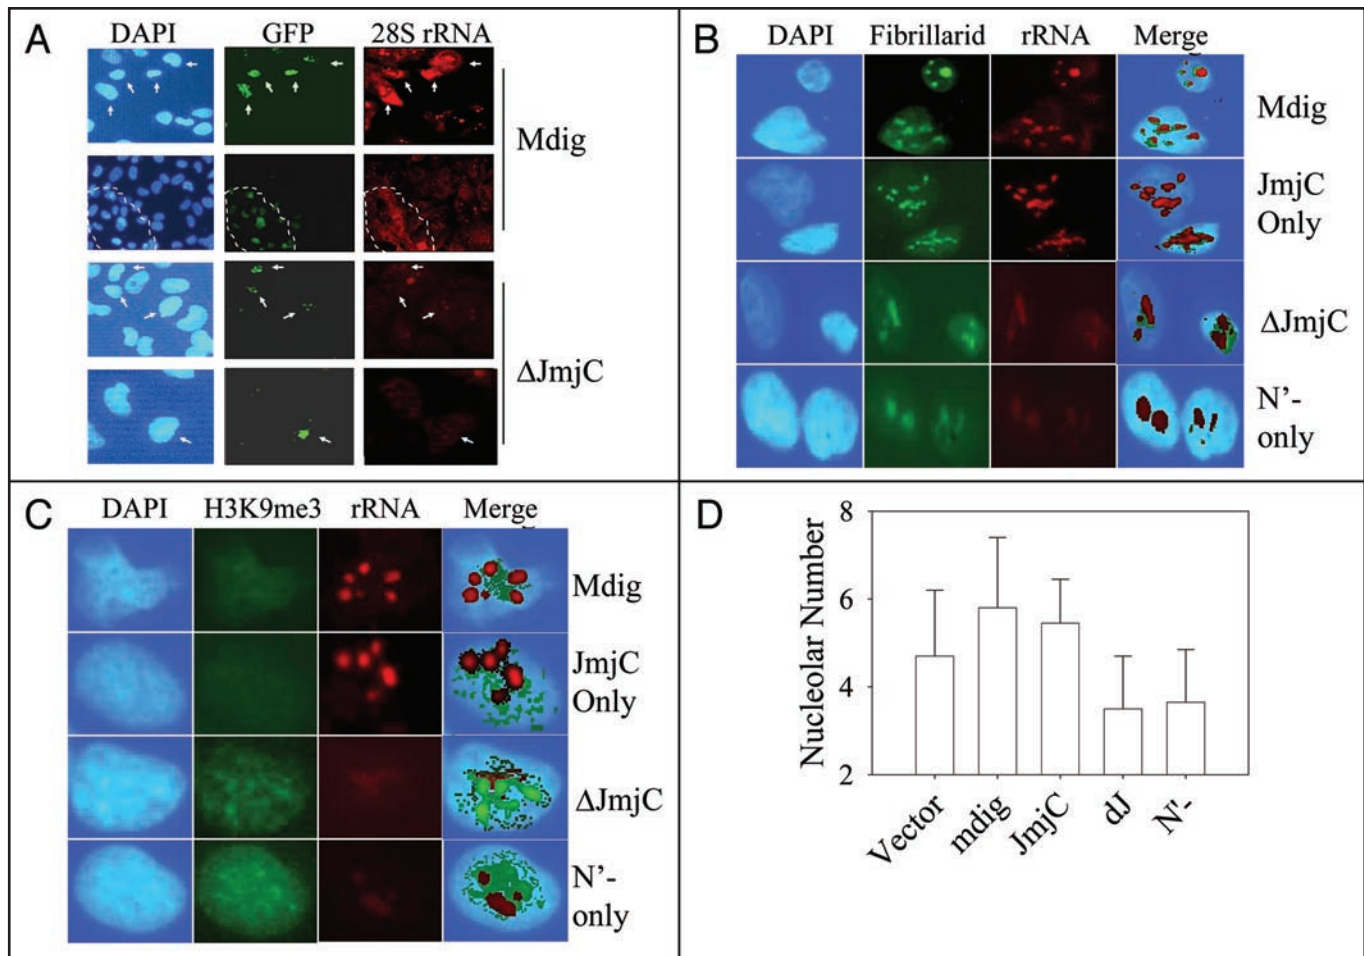 A
DAPI GFP 28S rRNA
Mdig
ΔJmjC
B
DAPI Fibrillarid rRNA Merge
Mdig
JmjC
Only
ΔJmjC
N'-
only
C
DAPI H3K9me3 rRNA Merge
Mdig
JmjC
Only
ΔJmjC
N'-
only
D
Nucleolar Number
8
6
4
2
Vector
mdig
JmjC
dJ
N'-